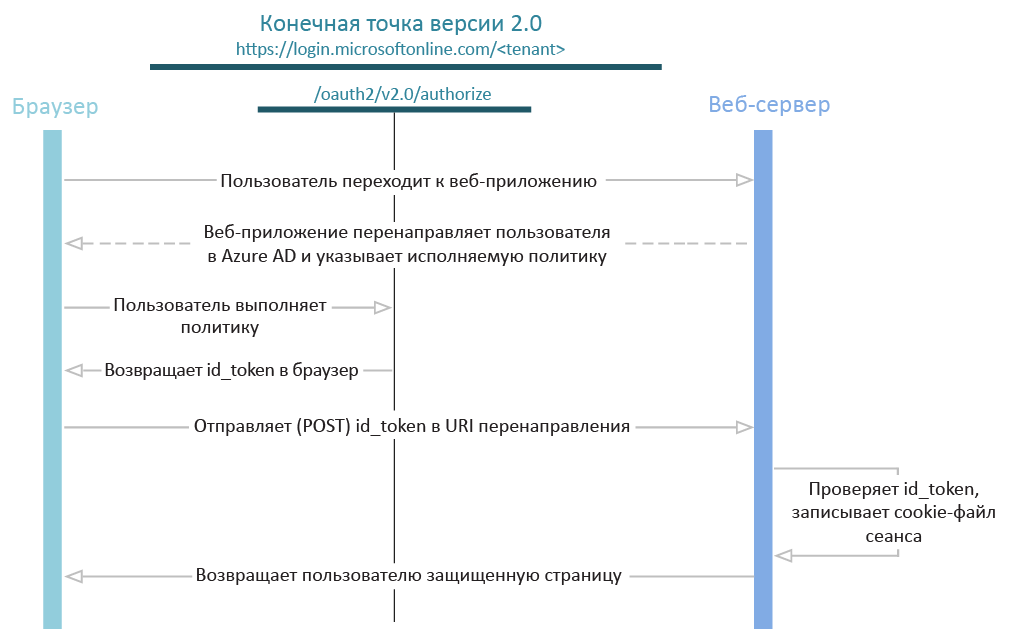 Конечная точка версии 2.0
https://login.microsoftonline.com/<tenant>
/oauth2/v2.0/authorize
Браузер
Веб-сервер
Пользователь переходит к веб-приложению
Веб-приложение перенаправляет пользователя
в Azure AD и указывает исполняемую политику
Пользователь выполняет
политику
Возвращает id_token в браузер
Отправляет (POST) id_token в URI перенаправления
Проверяет id_token,
записывает cookie-файл
сеанса
Возвращает пользователю защищенную страницу